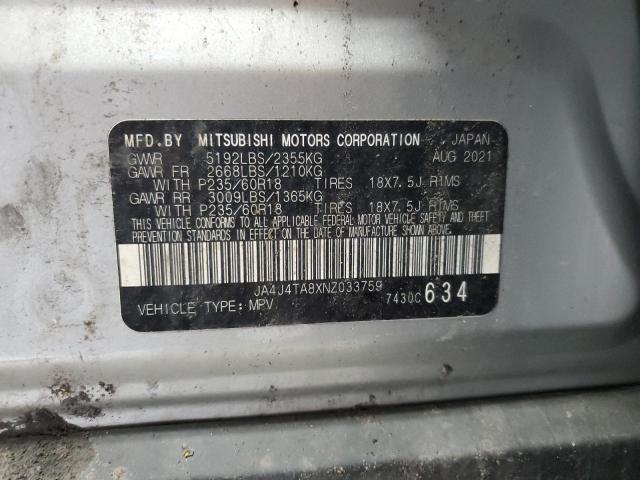 MFD.BY MITSUBISHI MOTORS CORPORATION JAPAN
GVWR 5192LBS/2355KG AUG 2021
GAWR FR 2668LBS/1210KG
WITH P235/60R18 TIRES 18X7.5J RIMS
GAWR RR 3009LBS/1365KG
WITH P235/60R18 TIRES 18X7.5J RIMS
THIS VEHICLE CONFORMS TO ALL APPLICABLE FEDERAL MOTOR VEHICLE SAFETY AND THEFT
PREVENTION STANDARDS IN EFFECT ON THE DATE OF MANUFACTURE SHOWN ABOVE.
JA4J4TA8XNZ033759
VEHICLE TYPE: MPV 7430C 634